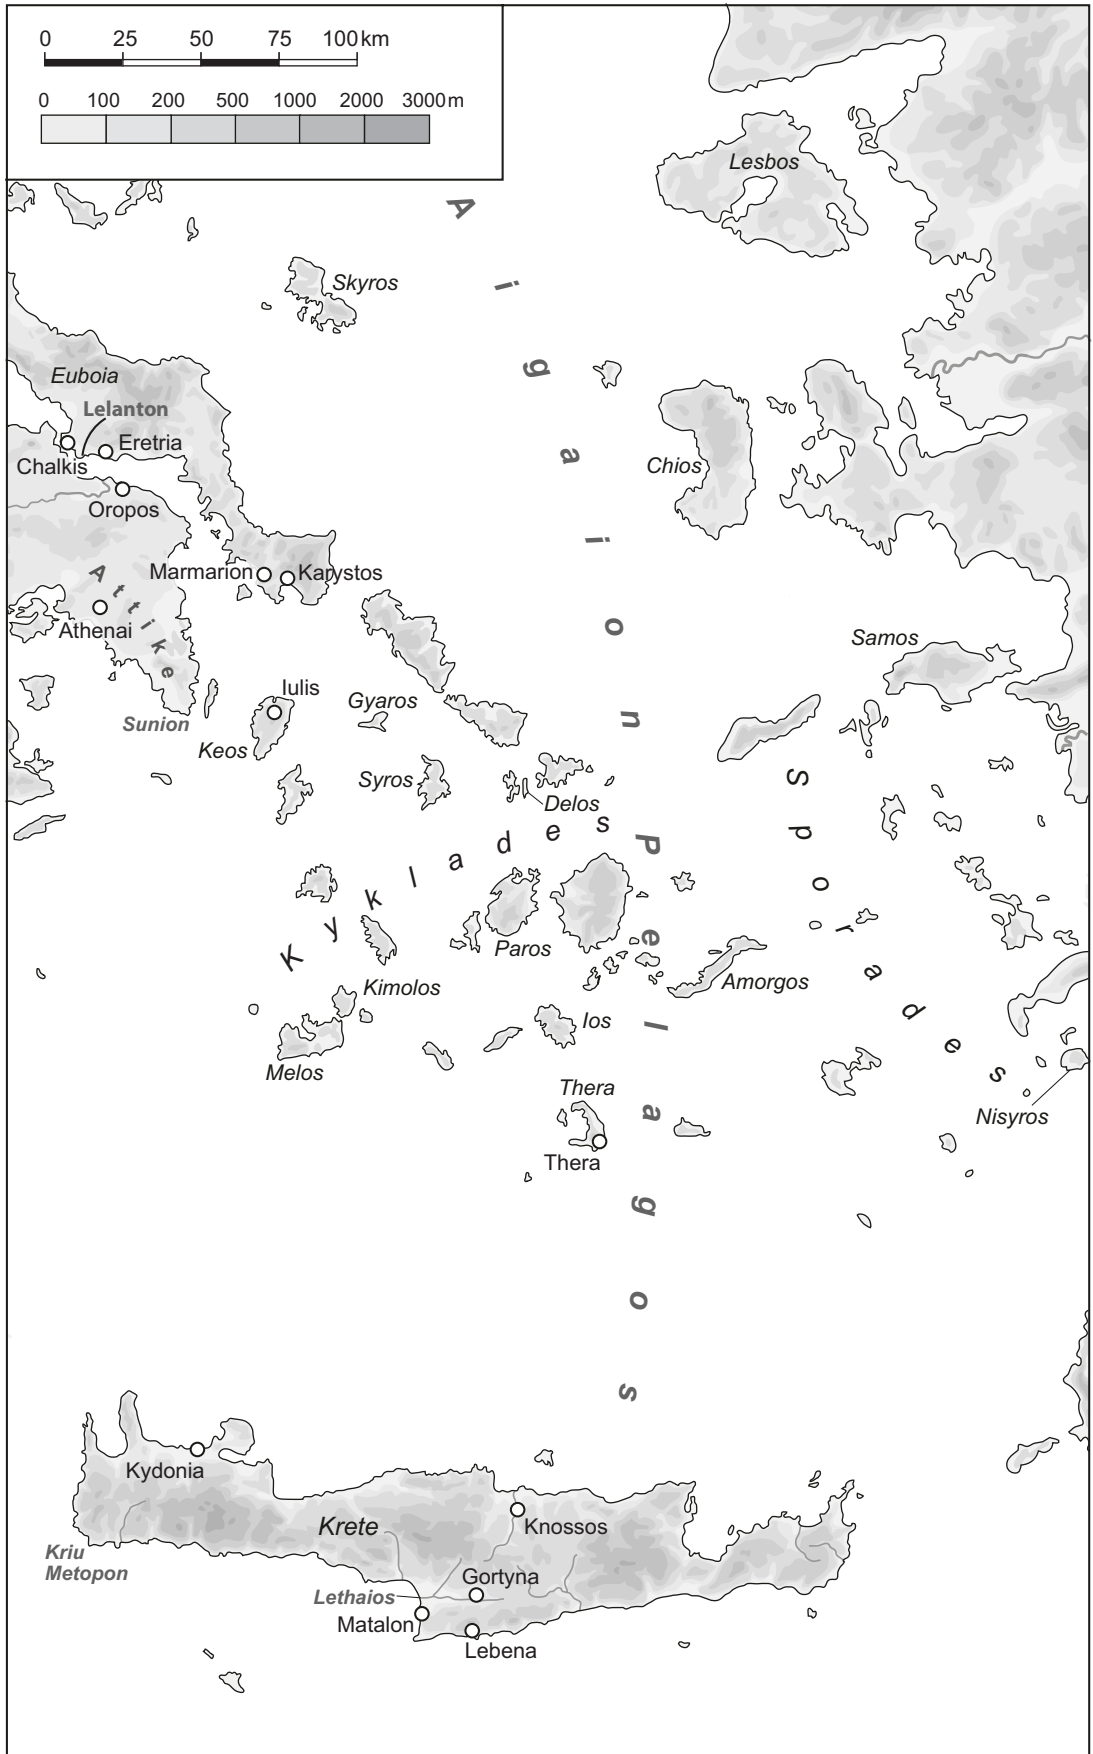 0 25 50 75 100 km
0 100 200 500 1000 2000 3000 m
Lesbos
Aigaion Pelagos
Skyros
Euboia
Lelanton
Eretria
Chalkis
Chios
Oropos
Marmarion
Karystos
Attike
Athenai
Samos
Iulis
Gyaros
Sunion
Keos
Syros
Delos
Kyklades
Sporades
Paros
Amorgos
Kimolos
Ios
Melos
Thera
Nisyros
Thera
Kydonia
Krete
Knossos
Kriu
Metopon
Gortyna
Lethaios
Matalon
Lebena